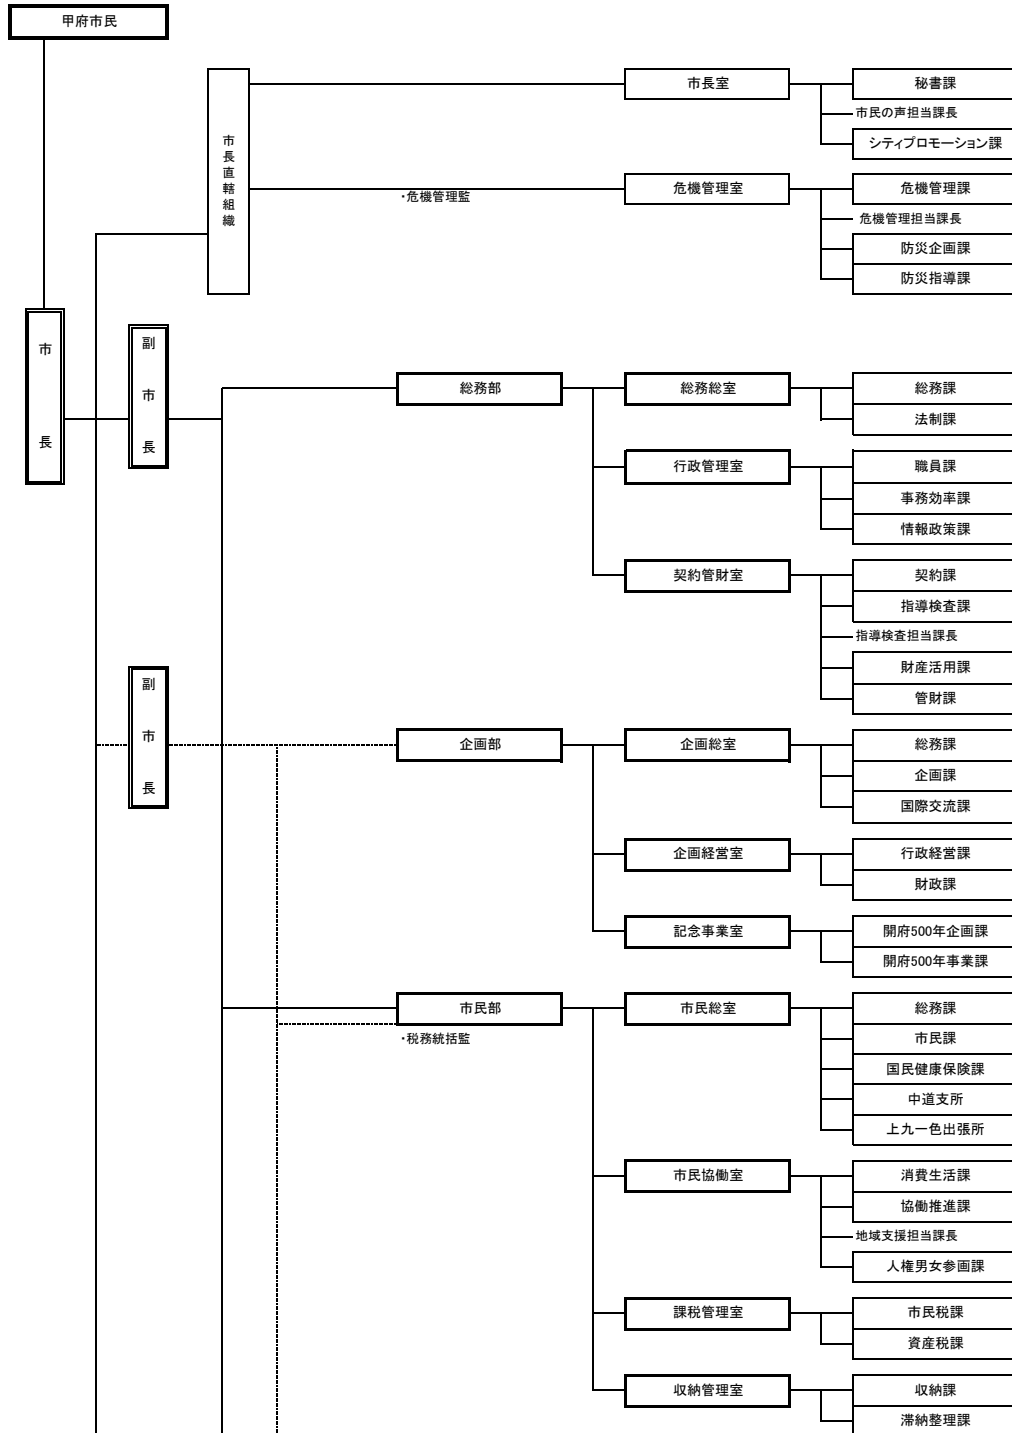 甲府市民
市長直轄組織
市長室
秘書課
市民の声担当課長
シティプロモーション課
・危機管理監
危機管理室
危機管理課
危機管理担当課長
防災企画課
防災指導課
市長
副市長
総務部
総務総室
総務課
法制課
行政管理室
職員課
事務効率課
情報政策課
契約管財室
契約課
指導検査課
指導検査担当課長
財産活用課
管財課
副市長
企画部
企画総室
総務課
企画課
国際交流課
企画経営室
行政経営課
財政課
記念事業室
開府500年企画課
開府500年事業課
市民部
・税務統括監
市民総室
総務課
市民課
国民健康保険課
中道支所
上九一色出張所
市民協働室
消費生活課
協働推進課
地域支援担当課長
人権男女参画課
課税管理室
市民税課
資産税課
収納管理室
収納課
滞納整理課